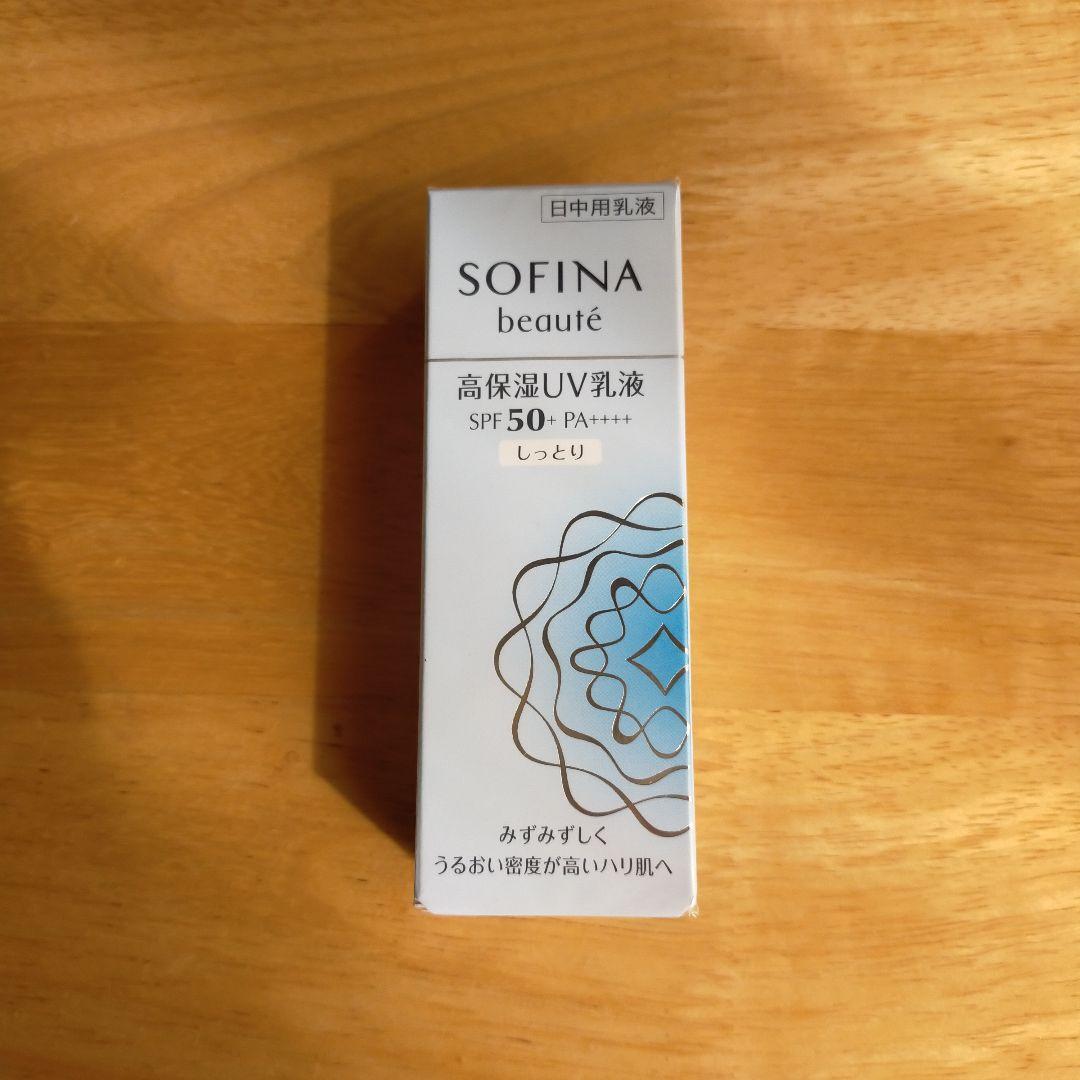 日中用乳液
SOFINA
beauté
高保湿UV乳液
SPF 50+ PA++++
しっとり
みずみずしく
うるおい密度が高いハリ肌へ